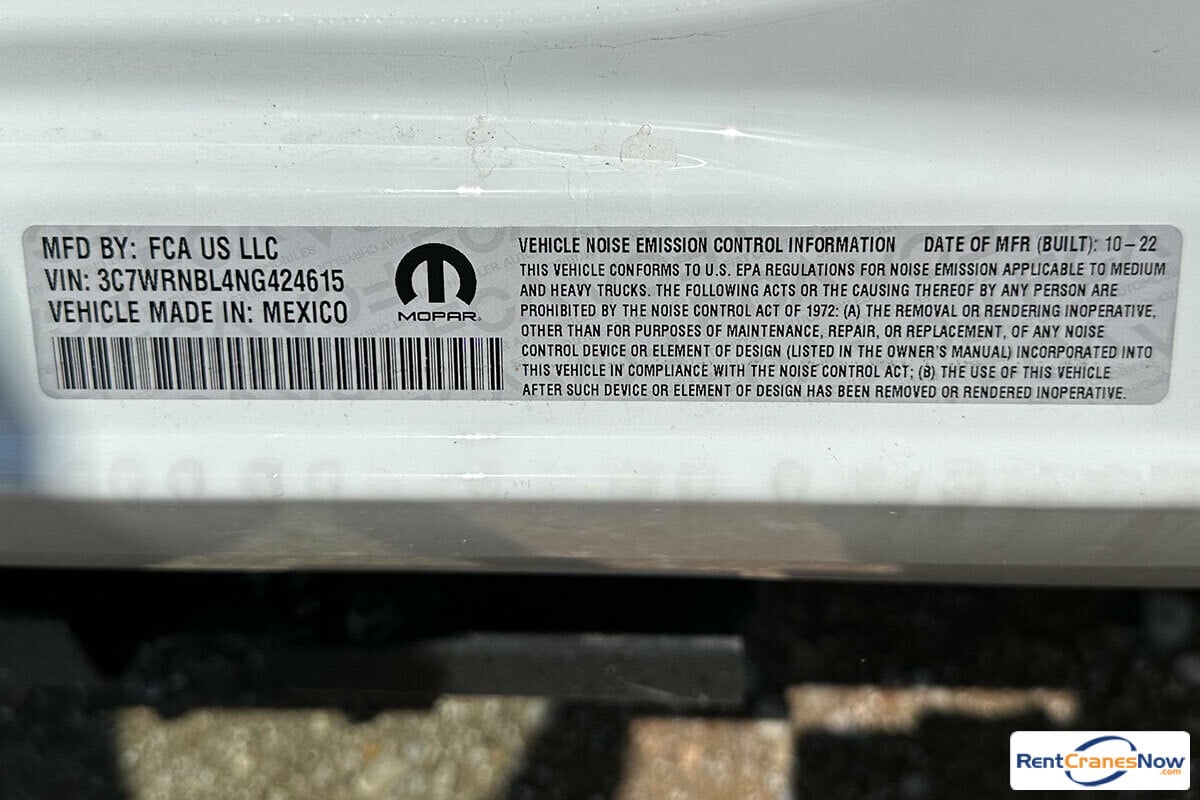 MFD BY: FCA US LLC
VIN: 3C7WRNBL4NG424615
VEHICLE MADE IN: MEXICO
MOPAR
VEHICLE NOISE EMISSION CONTROL INFORMATION DATE OF MFR (BUILT): 10-22
THIS VEHICLE CONFORMS TO U.S. EPA REGULATIONS FOR NOISE EMISSION APPLICABLE TO MEDIUM
AND HEAVY TRUCKS. THE FOLLOWING ACTS OR THE CAUSING THEREOF BY ANY PERSON ARE
PROHIBITED BY THE NOISE CONTROL ACT OF 1972: (A) THE REMOVAL OR RENDERING INOPERATIVE,
OTHER THAN FOR PURPOSES OF MAINTENANCE, REPAIR, OR REPLACEMENT, OF ANY NOISE
CONTROL DEVICE OR ELEMENT OF DESIGN (LISTED IN THE OWNER'S MANUAL) INCORPORATED INTO
THIS VEHICLE IN COMPLIANCE WITH THE NOISE CONTROL ACT; (B) THE USE OF THIS VEHICLE
AFTER SUCH DEVICE OR ELEMENT OF DESIGN HAS BEEN REMOVED OR RENDERED INOPERATIVE.
RentCranesNow
.com